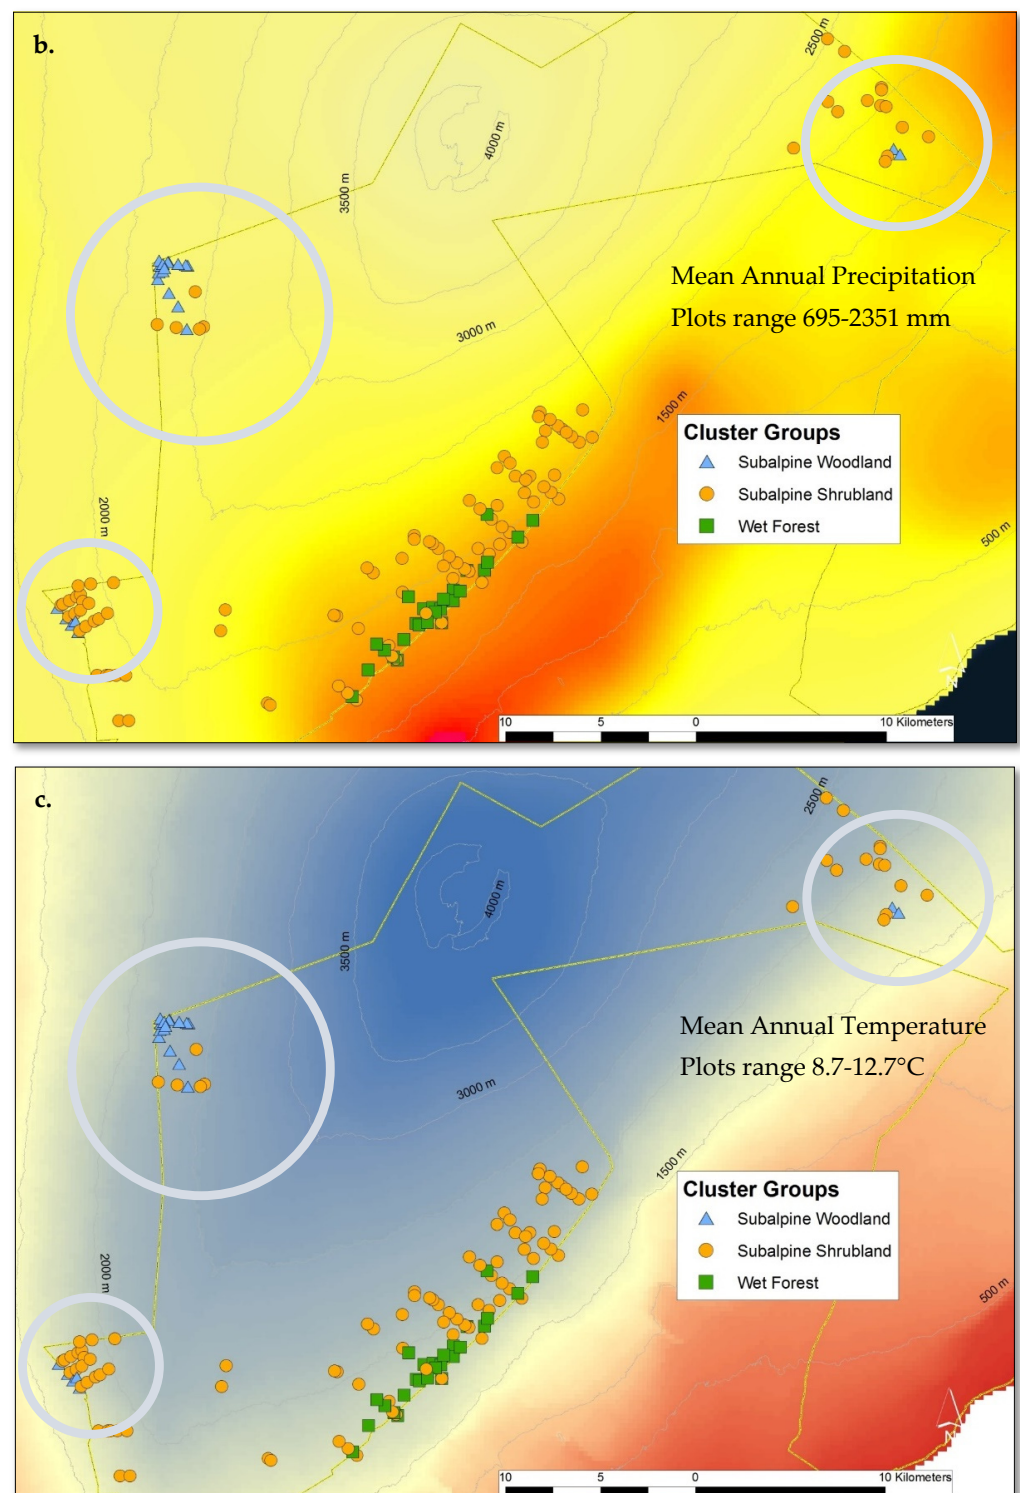 b.
2500 m
4000 m
3500 m
Mean Annual Precipitation
Plots range 695-2351 mm
3000 m
1500 m
Cluster Groups
Subalpine Woodland
Subalpine Shrubland
Wet Forest
2000 m
500 m
N
10 5 0 10 Kilometers
c.
2500 m
4000 m
3500 m
Mean Annual Temperature
Plots range 8.7-12.7°C
3000 m
1500 m
Cluster Groups
Subalpine Woodland
Subalpine Shrubland
Wet Forest
2000 m
500 m
N
10 5 0 10 Kilometers